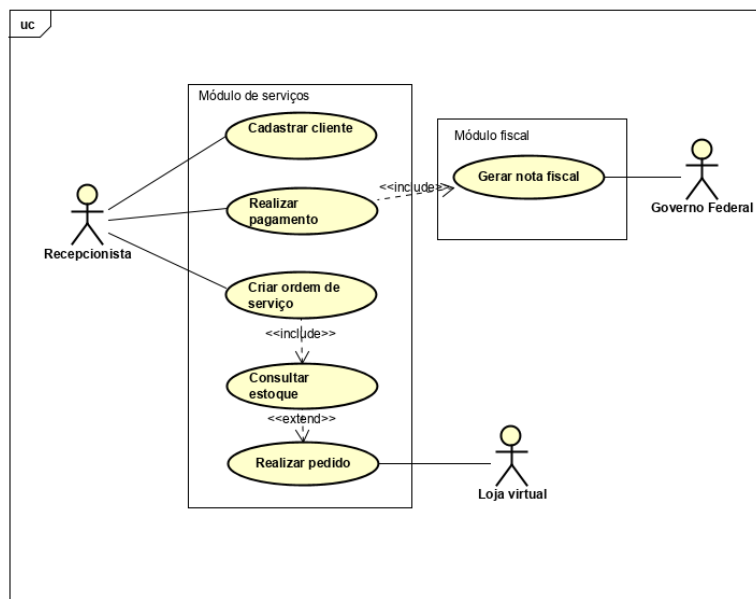 uc
Módulo de serviços
Cadastrar cliente
Módulo fiscal
<<include>>
Gerar nota fiscal
Governo Federal
Realizar
pagamento
Recepcionista
Criar ordem de
serviço
<<include>>
Consultar
estoque
<<extend>>
Realizar pedido
Loja virtual